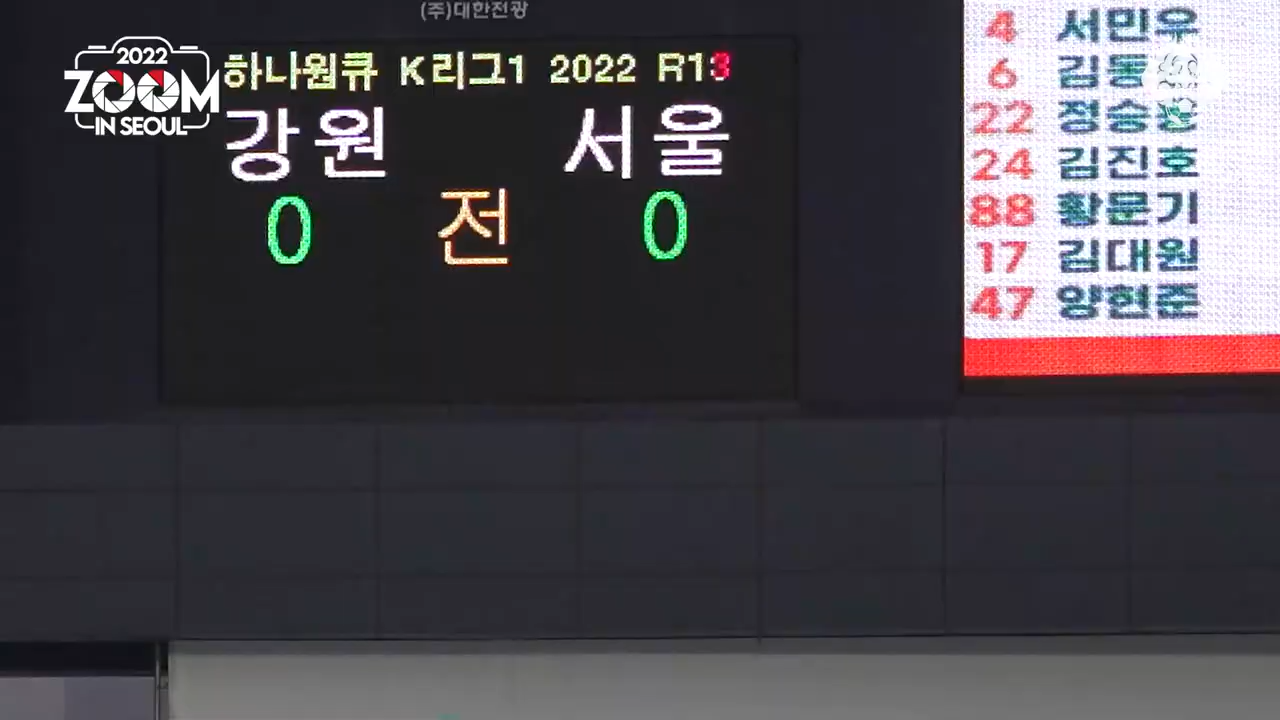 (주)대한전광
2022
ZOOM
IN SEOUL
하나원큐 K리그1 2022 R13
강원 서울
0 전 0
4 서민우
6 김동
22 정승
24 김진호
88 황문기
17 김대원
47 양현준